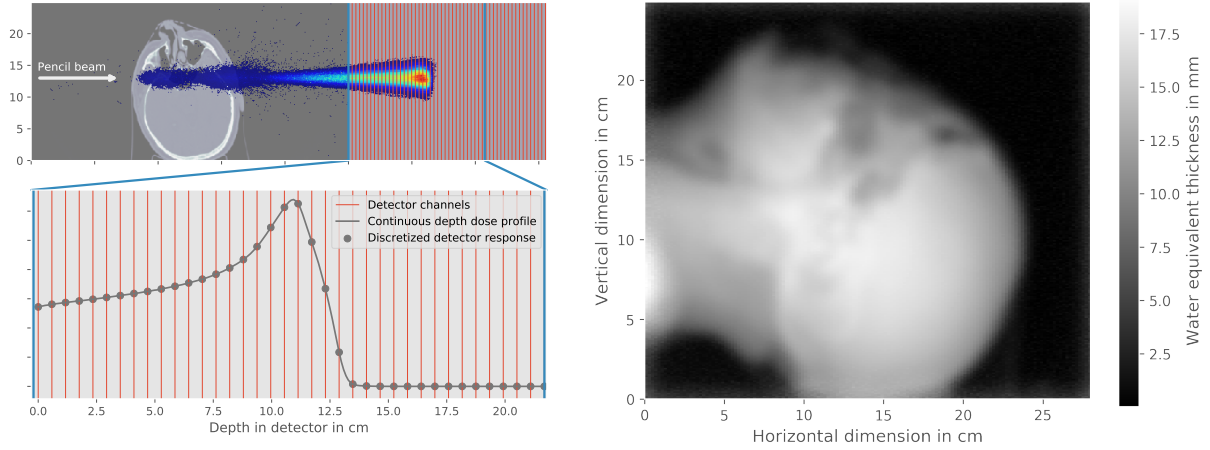 20
15
10
5
0
Pencil beam
Detector channels
Continuous depth dose profile
Discretized detector response
0.0 2.5 5.0 7.5 10.0 12.5 15.0 17.5 20.0
Depth in detector in cm
20
15
10
5
0
Vertical dimension in cm
0 5 10 15 20 25
Horizontal dimension in cm
17.5
15.0
12.5
10.0
7.5
5.0
2.5
Water equivalent thickness in mm